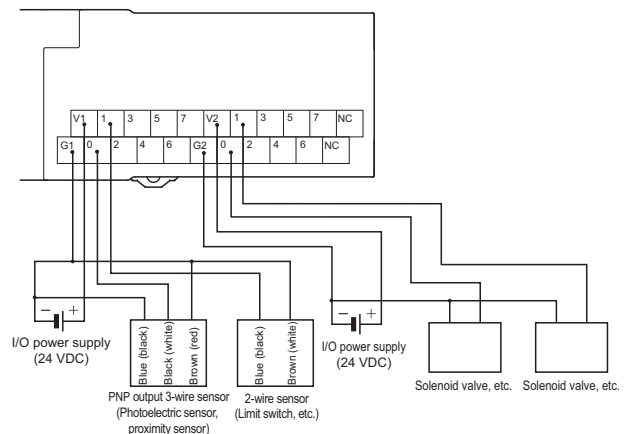 V1 1 3 5 7 V2 1 3 5 7 NC
G1 0 2 4 6 G2 0 2 4 6 NC
− +
I/O power supply
(24 VDC)
Blue (black)
Black (white)
Brown (red)
PNP output 3-wire sensor
(Photoelectric sensor,
proximity sensor)
Blue (black)
Brown (white)
2-wire sensor
(Limit switch, etc.)
− +
I/O power supply
(24 VDC)
Solenoid valve, etc.
Solenoid valve, etc.